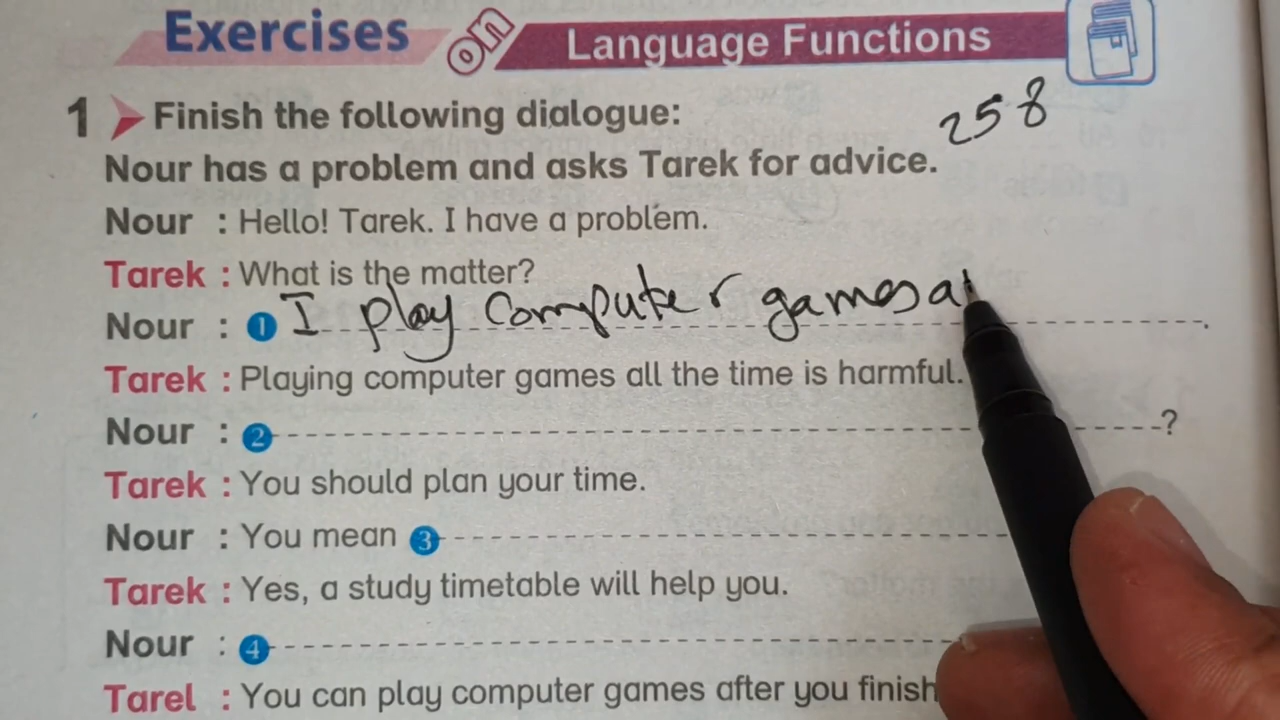 Exercises on Language Functions
258
1 Finish the following dialogue:
Nour has a problem and asks Tarek for advice.
Nour : Hello! Tarek. I have a problem.
Tarek : What is the matter?
Nour : 1 I play computer games a
Tarek : Playing computer games all the time is harmful.
Nour : 2 ?
Tarek : You should plan your time.
Nour : You mean 3
Tarek : Yes, a study timetable will help you.
Nour : 4
Tarel : You can play computer games after you finish